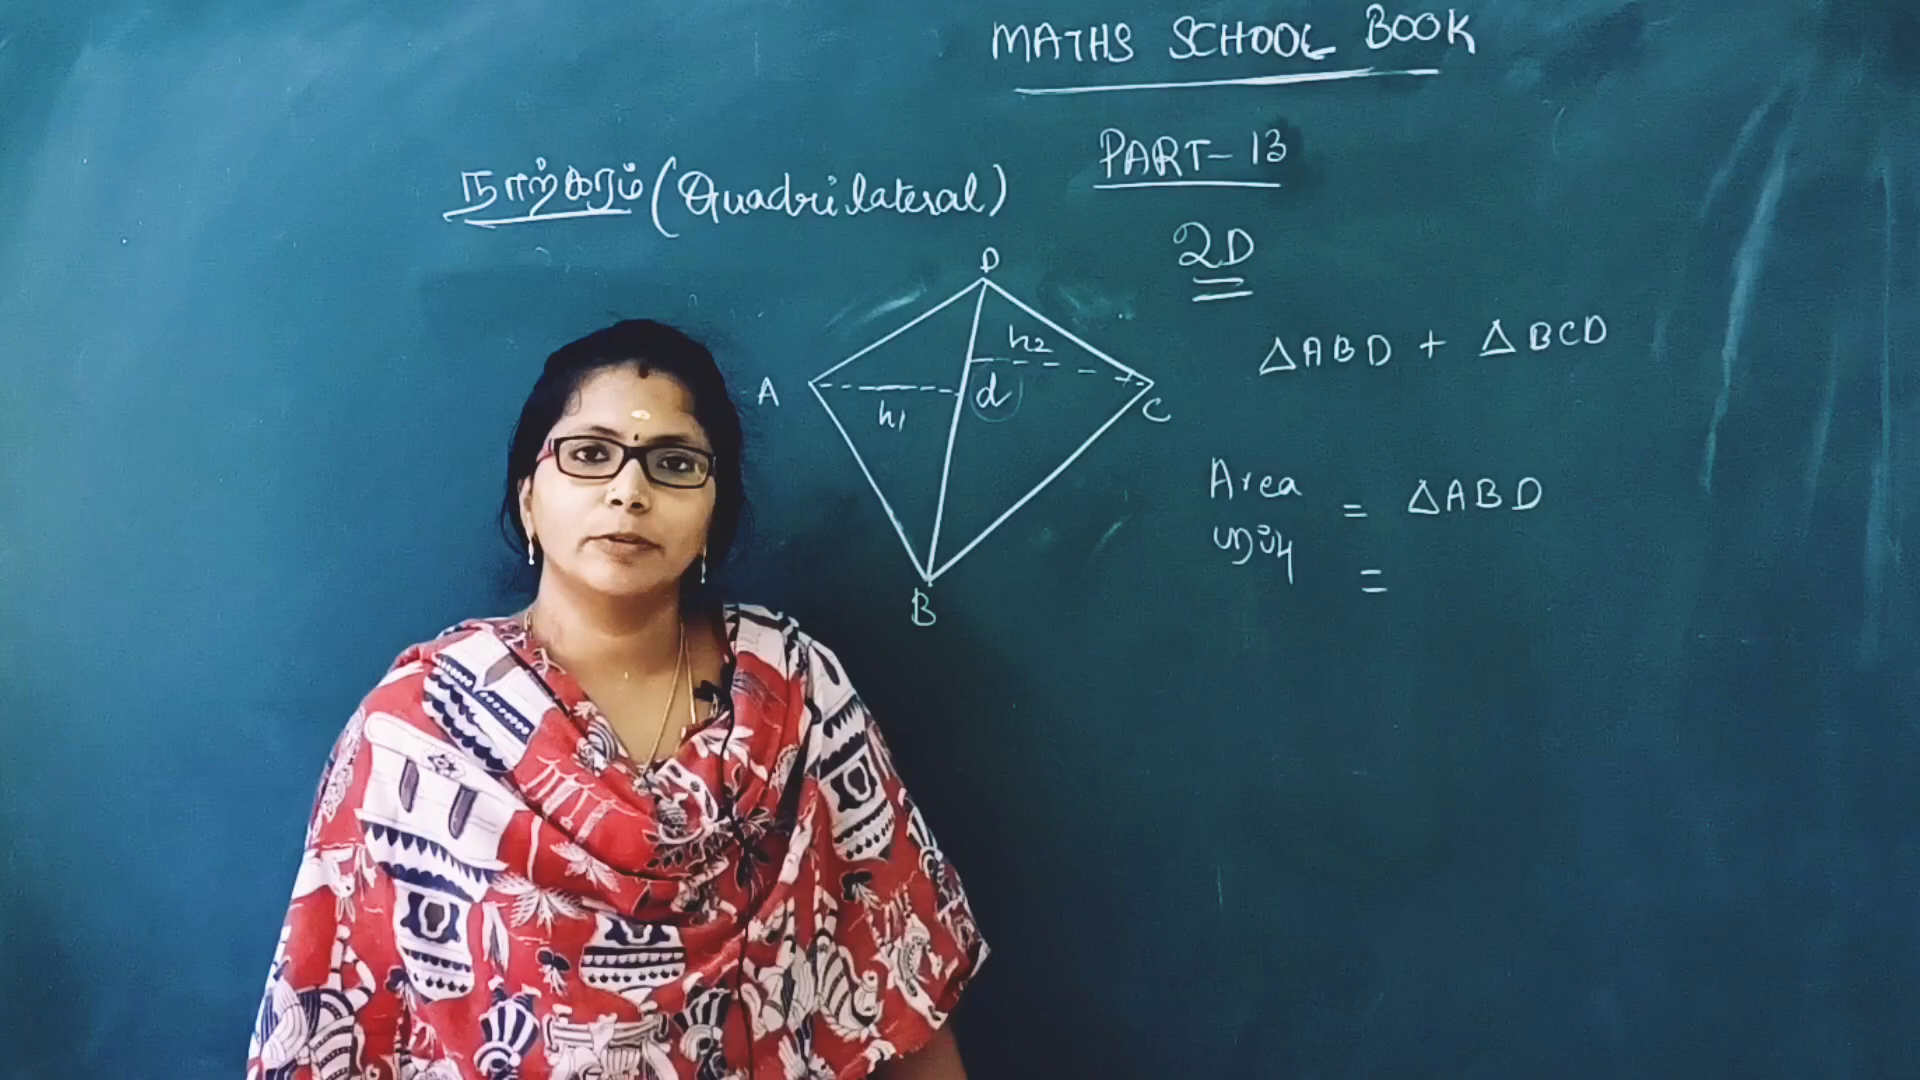 MATHS SCHOOL BOOK
PART-13
நாற்கரம் (Quadrilateral)
2D
D
h2
ΔABD + ΔBCD
A
d
h1
C
Area
பரப்பு
= ΔABD
=
B